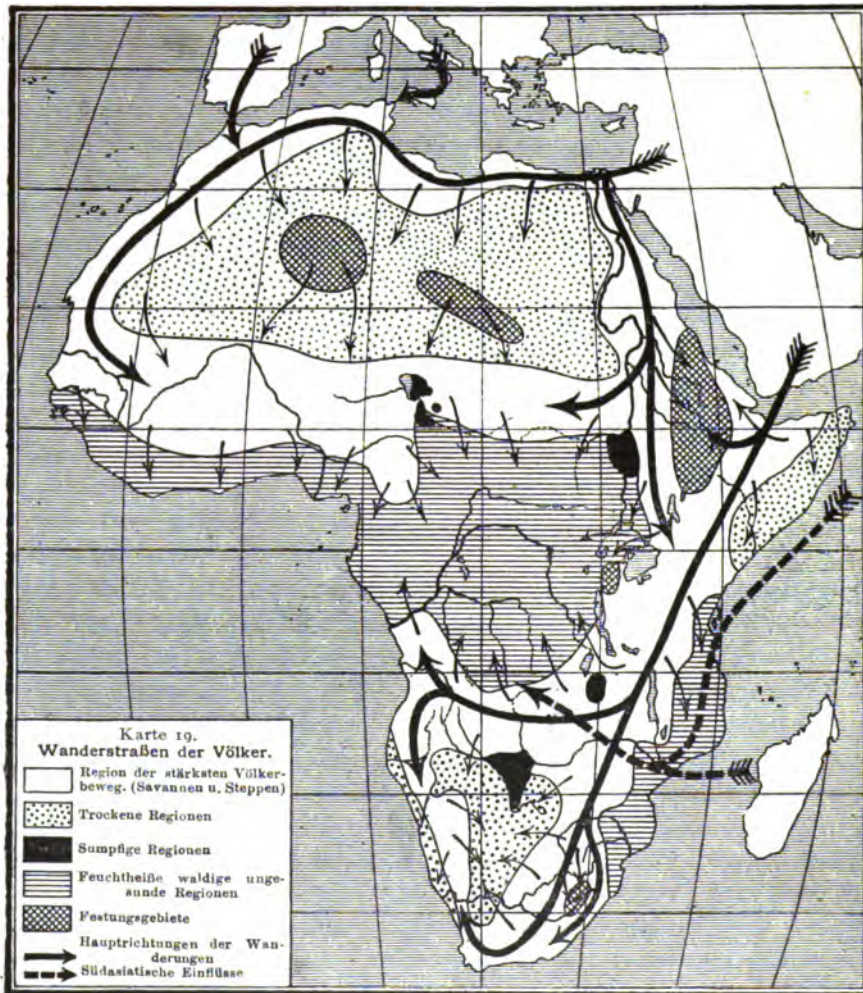 Karte 19.
Wanderstraßen der Völker.
Region der stärksten Völker-
beweg. (Savannen u. Steppen)
Trockene Regionen
Sumpfige Regionen
Feuchtheiße waldige unge-
sunde Regionen
Festungsgebiete
Hauptrichtungen der Wan-
derungen
Südasiatische Einflüsse